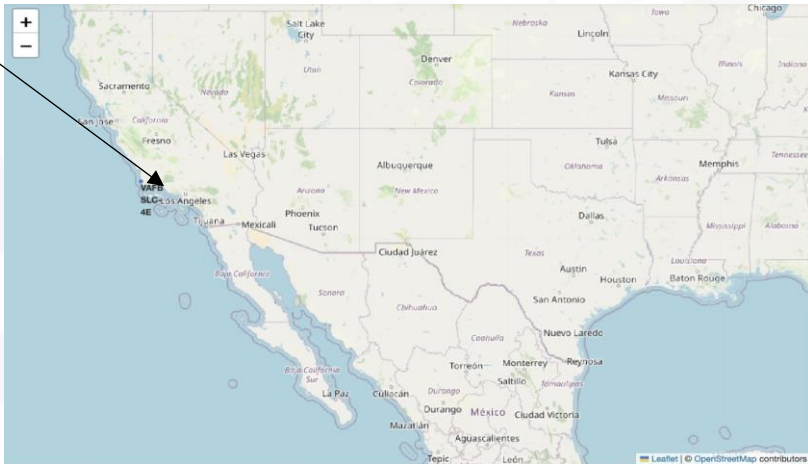 +
−
Salt Lake
City
Nebraska
Iowa
Chicago
Lincoln
Denver
Utah
Colorado
Kansas City
Illinois
Indiana
Sacramento
Nevada
Kansas
Missouri
San Jose
California
Fresno
Las Vegas
Tulsa
Tennessee
Albuquerque
Oklahoma
Memphis
Arkansas
VAFB
SLC-
4E
Los Angeles
Arizona
New Mexico
Phoenix
Dallas
Tijuana
Mexicali
Tucson
Mississippi
Alabama
Ciudad Juárez
Texas
Louisiana
Austin
Baton Rouge
Baja California
Houston
Sonora
San Antonio
Chihuahua
Coahuila
Nuevo Laredo
Baja California
Sur
Torreón
Monterrey
Reynosa
Saltillo
Tamaulipas
La Paz
Culiacán
Durango
Durango
México
Ciudad Victoria
Mazatlán
Aguascalientes
Tepic
León
Leaflet | © OpenStreetMap contributors